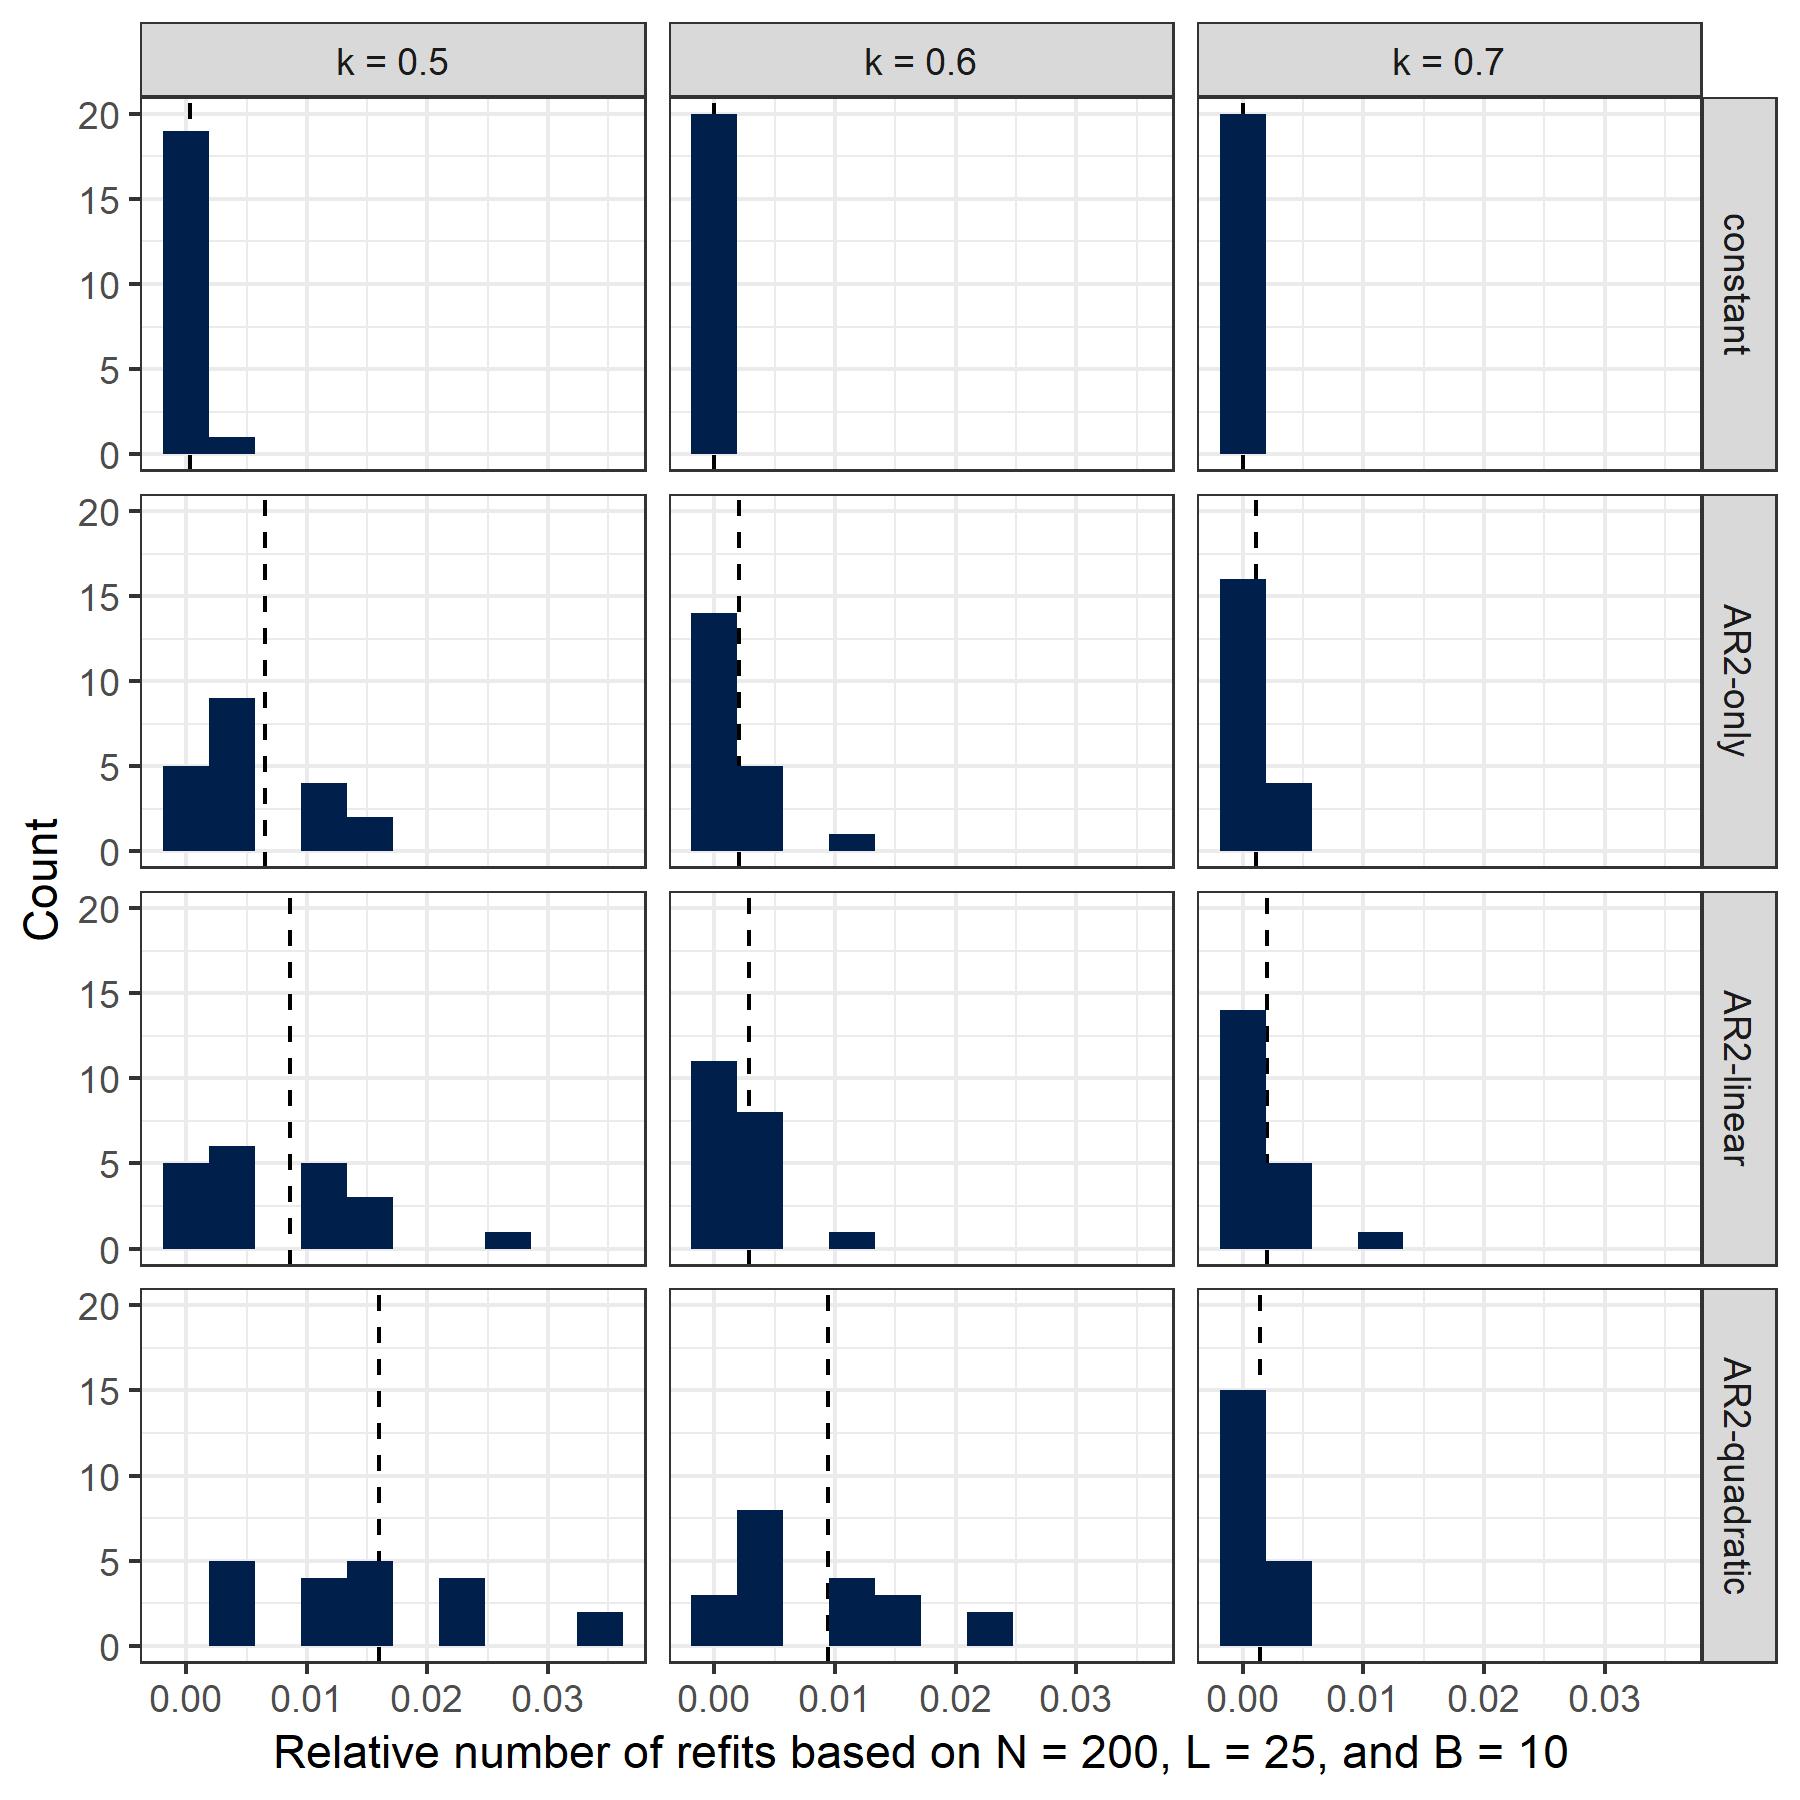 k = 0.5
k = 0.6
k = 0.7
20
15
10
5
0
constant
20
15
10
5
0
AR2-only
20
15
10
5
0
AR2-linear
20
15
10
5
0
AR2-quadratic
Count
0.00 0.01 0.02 0.03
0.00 0.01 0.02 0.03
0.00 0.01 0.02 0.03
Relative number of refits based on N = 200, L = 25, and B = 10